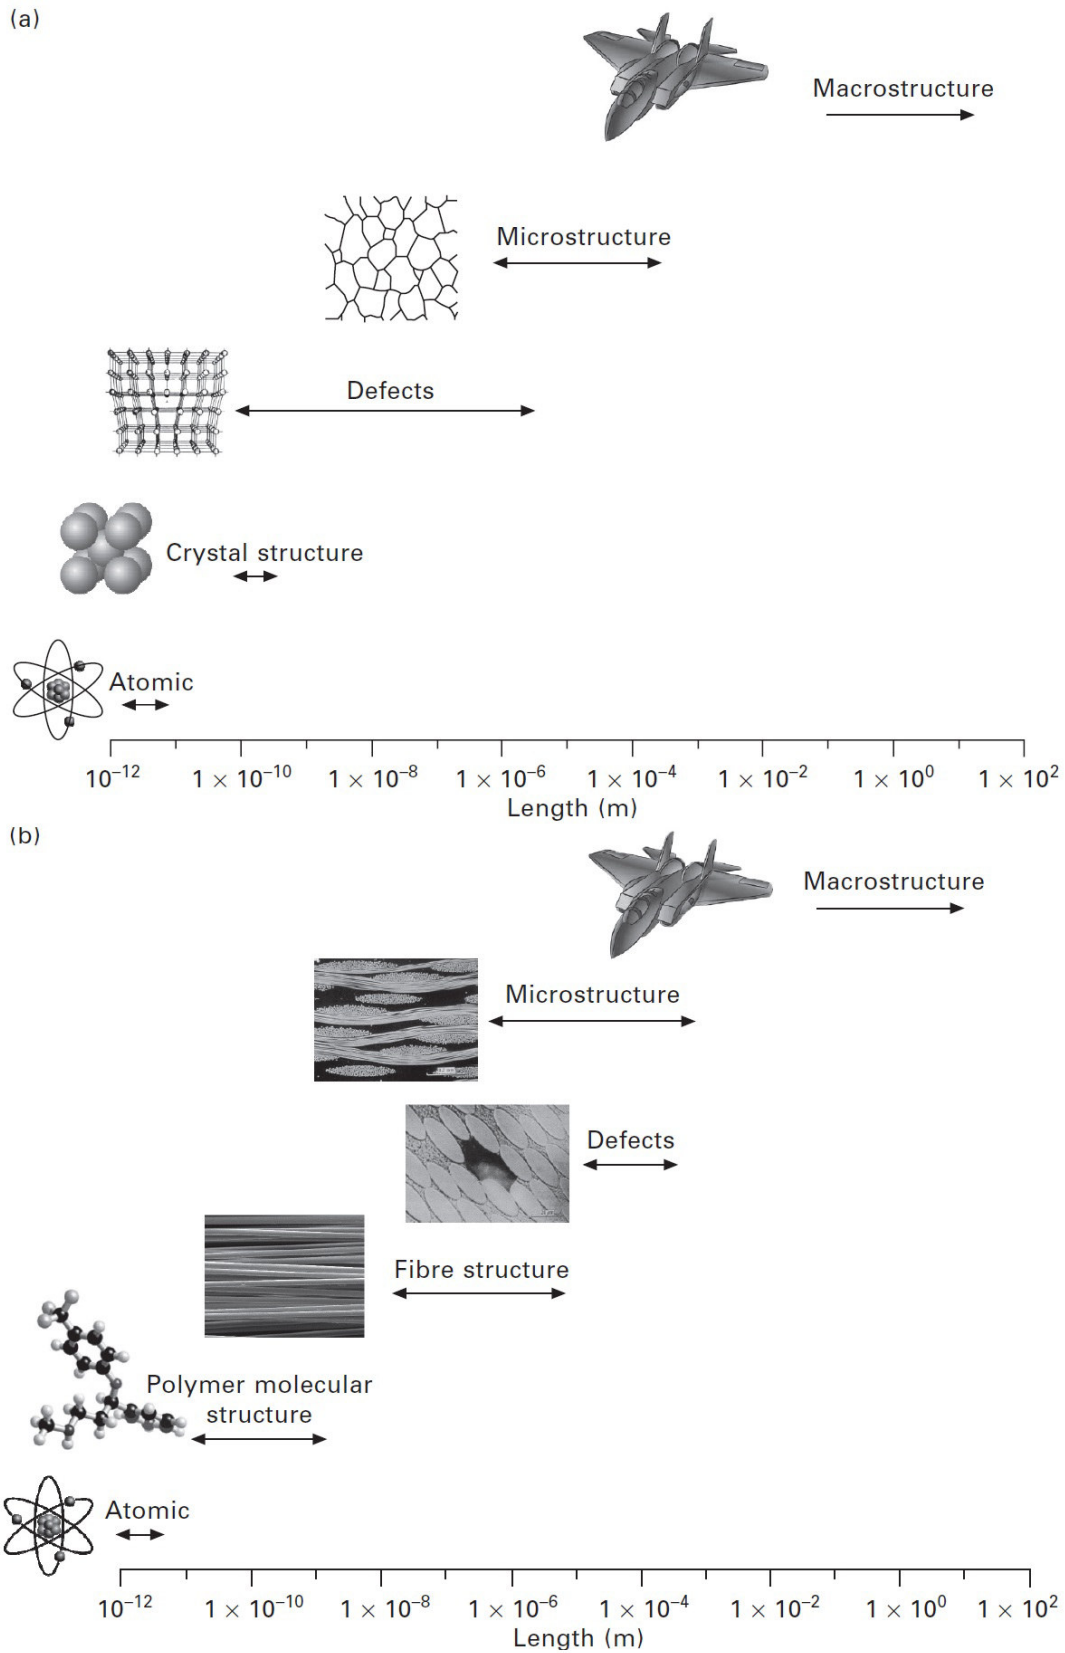 (a)
Macrostructure
Microstructure
Defects
Crystal structure
Atomic
10⁻¹² 1 × 10⁻¹⁰ 1 × 10⁻⁸ 1 × 10⁻⁶ 1 × 10⁻⁴ 1 × 10⁻² 1 × 10⁰ 1 × 10²
Length (m)
(b)
Macrostructure
Microstructure
Defects
Fibre structure
Polymer molecular
structure
Atomic
10⁻¹² 1 × 10⁻¹⁰ 1 × 10⁻⁸ 1 × 10⁻⁶ 1 × 10⁻⁴ 1 × 10⁻² 1 × 10⁰ 1 × 10²
Length (m)